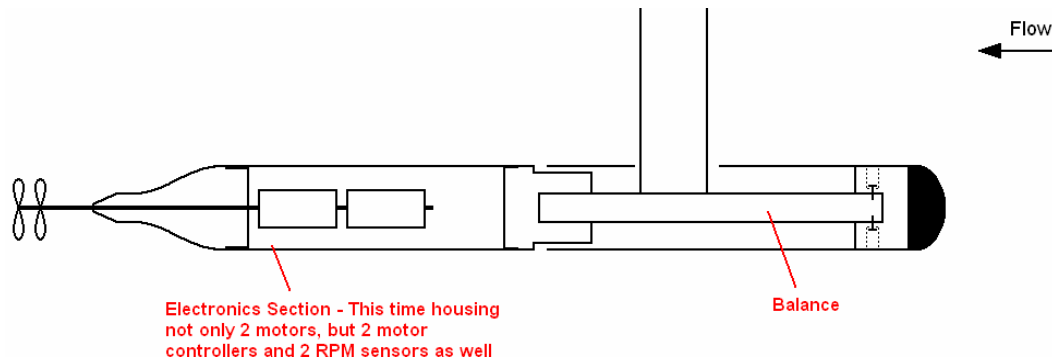 Flow
Electronics Section - This time housing
not only 2 motors, but 2 motor
controllers and 2 RPM sensors as well
Balance